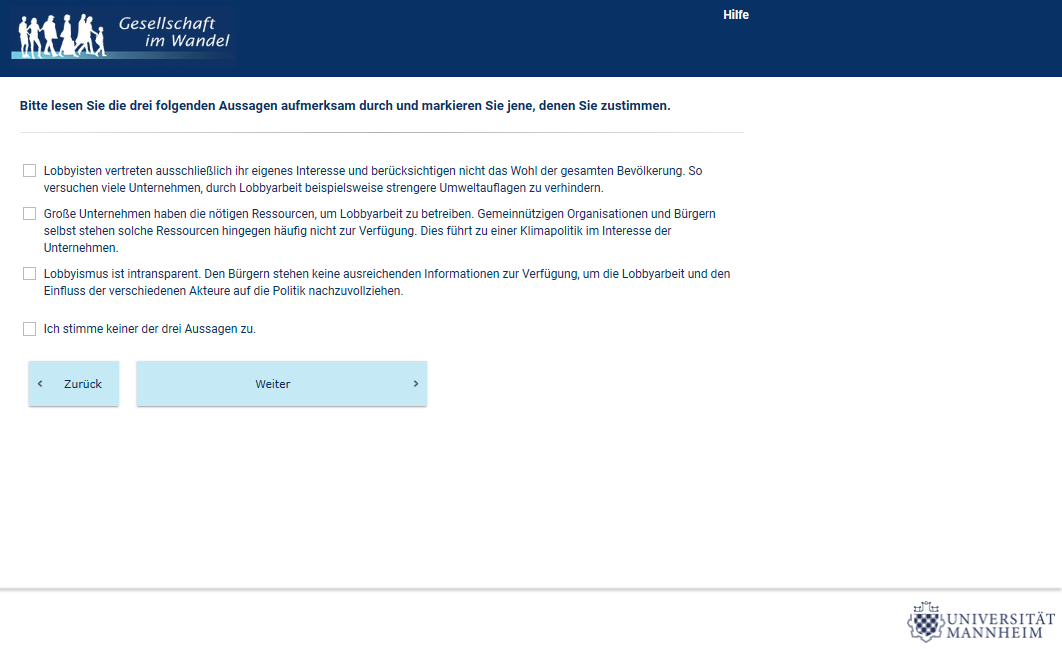 Gesellschaft
im Wandel
Hilfe
Bitte lesen Sie die drei folgenden Aussagen aufmerksam durch und markieren Sie jene, denen Sie zustimmen.
Lobbyisten vertreten ausschließlich ihr eigenes Interesse und berücksichtigen nicht das Wohl der gesamten Bevölkerung. So
versuchen viele Unternehmen, durch Lobbyarbeit beispielsweise strengere Umweltauflagen zu verhindern.
Große Unternehmen haben die nötigen Ressourcen, um Lobbyarbeit zu betreiben. Gemeinnützigen Organisationen und Bürgern
selbst stehen solche Ressourcen hingegen häufig nicht zur Verfügung. Dies führt zu einer Klimapolitik im Interesse der
Unternehmen.
Lobbyismus ist intransparent. Den Bürgern stehen keine ausreichenden Informationen zur Verfügung, um die Lobbyarbeit und den
Einfluss der verschiedenen Akteure auf die Politik nachzuvollziehen.
Ich stimme keiner der drei Aussagen zu.
‹ Zurück
Weiter ›
UNIVERSITÄT
MANNHEIM